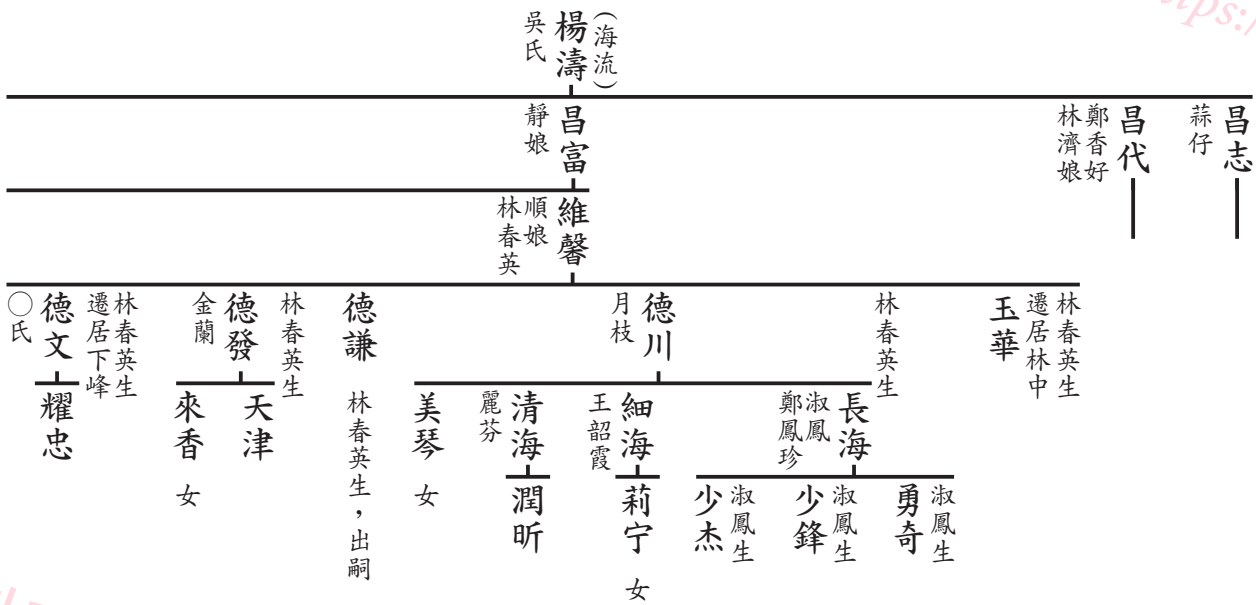 楊濤
(海流)
吳氏
昌志
蒜仔
昌代
鄭香好
林濟娘
昌富
靜娘
維馨
順娘
林春英
林春英生
遷居林中
玉華
林春英生
德川
月枝
德謙
林春英生，出嗣
林春英生
德發
金蘭
林春英生
遷居下峰
德文
〇氏
長海
淑鳳
鄭鳳珍
細海
王韶霞
清海
麗芬
美琴 女
天津
來香 女
耀忠
淑鳳生
勇奇
淑鳳生
少鋒
淑鳳生
少杰
莉宁 女
潤昕